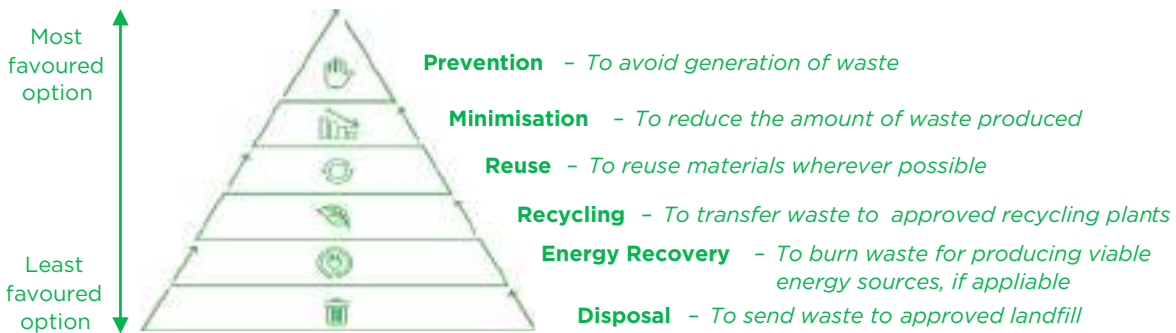 Most
favoured
option
Prevention – To avoid generation of waste
Minimisation – To reduce the amount of waste produced
Reuse – To reuse materials wherever possible
Recycling – To transfer waste to approved recycling plants
Energy Recovery – To burn waste for producing viable
energy sources, if appliable
Least
favoured
option
Disposal – To send waste to approved landfill